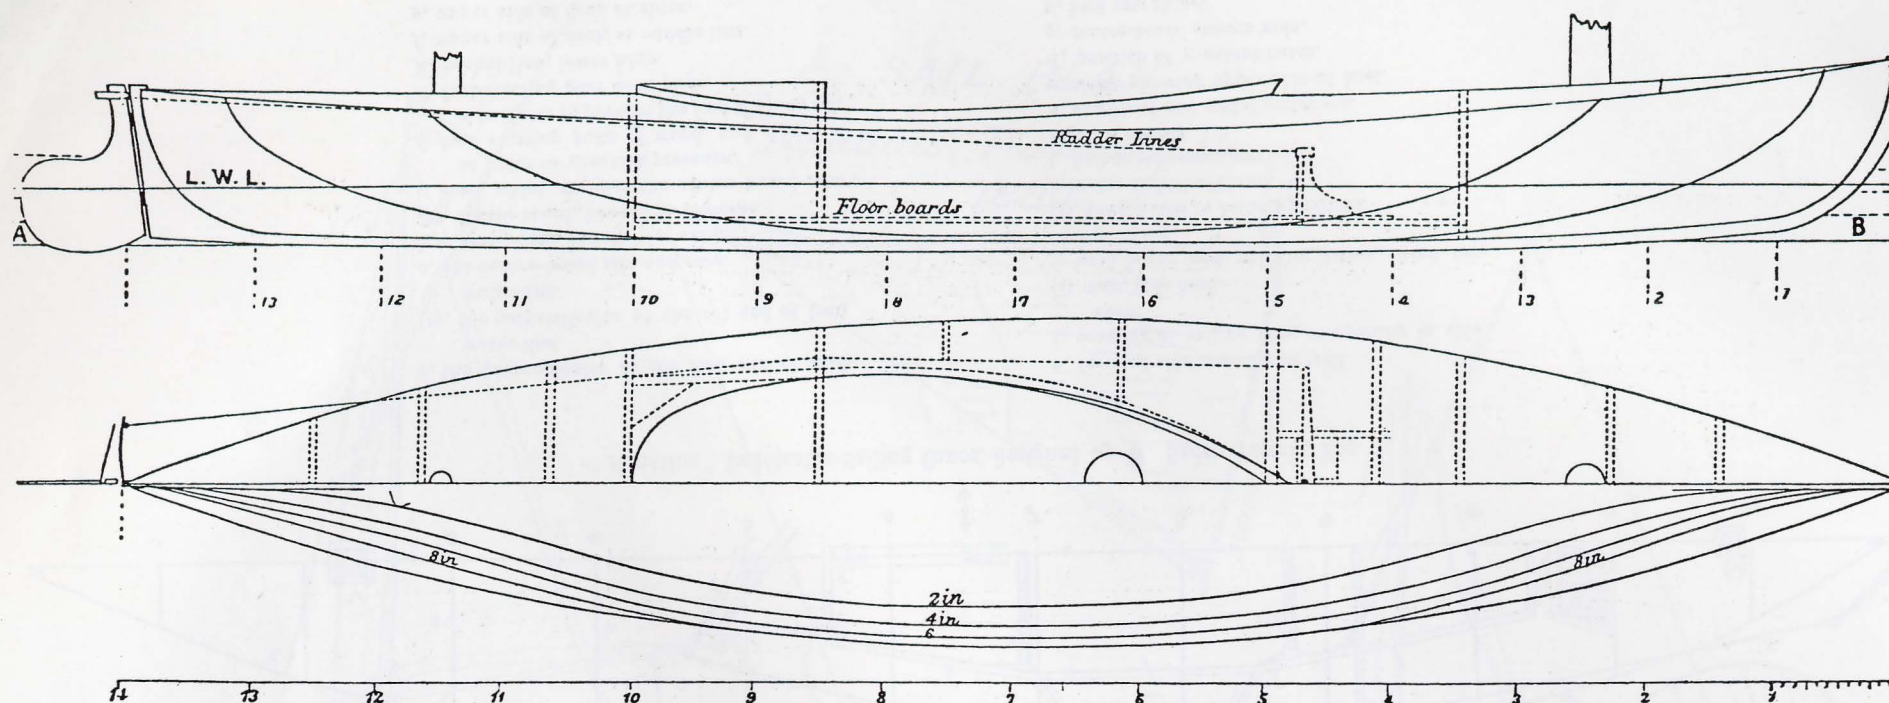 Rudder Lines
L. W. L.
Floor boards
A
B
13 12 11 10 9 8 7 6 5 4 3 2 1
8in
8in
2in
4in
6
14 13 12 11 10 9 8 7 6 5 4 3 2 1